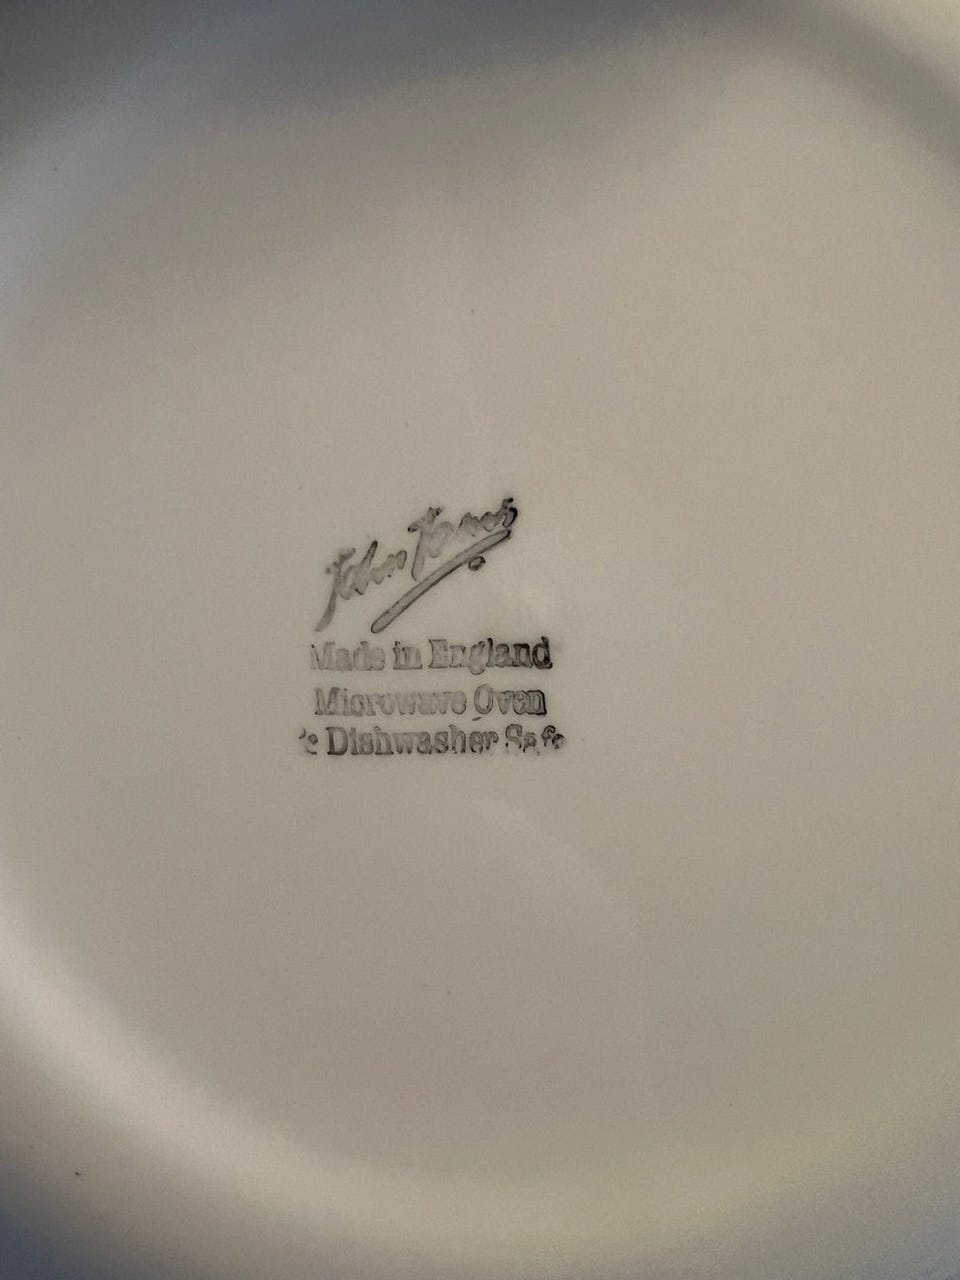 John Tams
Made in England
Microwave Oven
& Dishwasher Safe